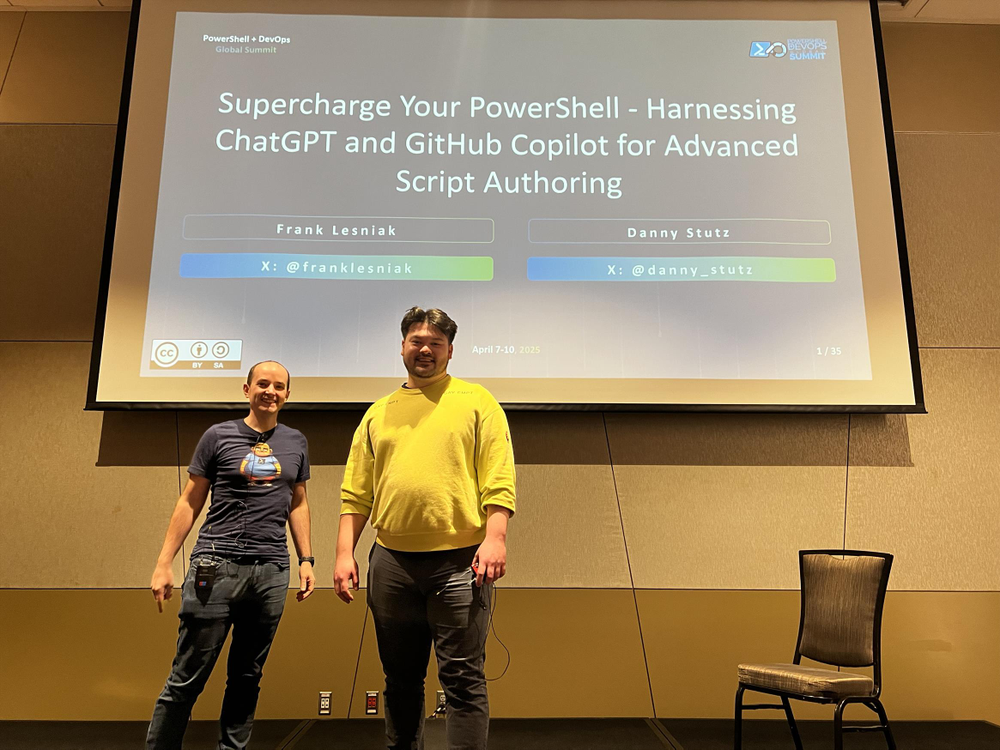 PowerShell + DevOps
Global Summit
POWERSHELL
DEVOPS
SUMMIT
Supercharge Your PowerShell - Harnessing
ChatGPT and GitHub Copilot for Advanced
Script Authoring
Frank Lesniak
Danny Stutz
X: @franklesniak
X: @danny_stutz
CC
BY SA
April 7-10, 2025
1 / 35